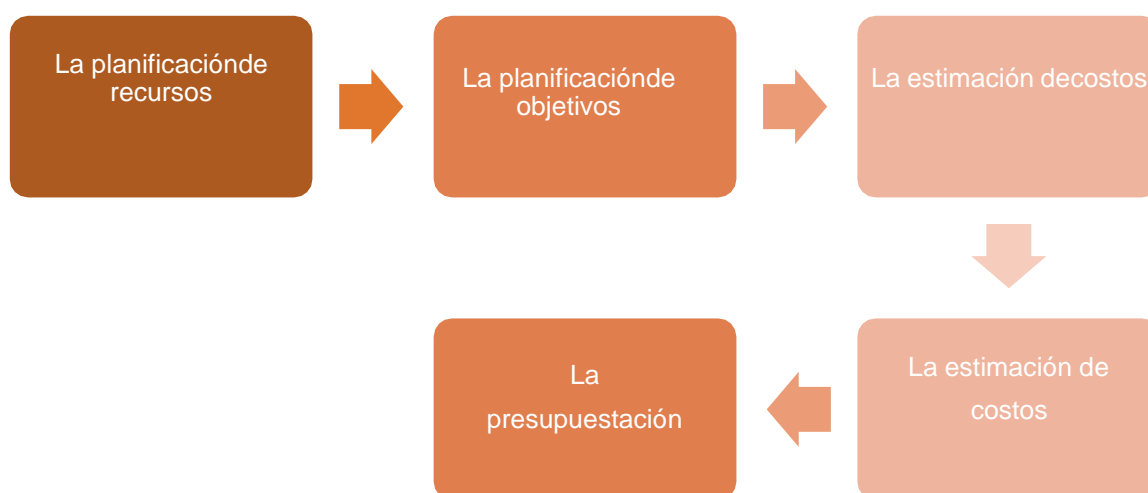 La planificaciónde
recursos
La planificaciónde
objetivos
La estimación decostos
La estimación de
costos
La
presupuestación